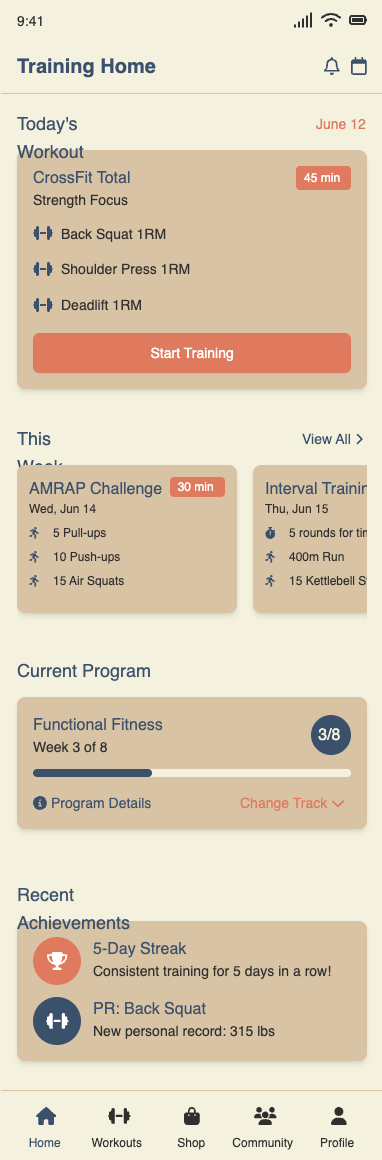 9:41
Training Home
Today's
Workout
June 12
CrossFit Total
45 min
Strength Focus
Back Squat 1RM
Shoulder Press 1RM
Deadlift 1RM
Start Training
This
Week
View All
AMRAP Challenge
30 min
Wed, Jun 14
5 Pull-ups
10 Push-ups
15 Air Squats
Interval Trainin
Thu, Jun 15
5 rounds for tim
400m Run
15 Kettlebell S
Current Program
Functional Fitness
Week 3 of 8
3/8
Program Details
Change Track
Recent
Achievements
5-Day Streak
Consistent training for 5 days in a row!
PR: Back Squat
New personal record: 315 lbs
Home
Workouts
Shop
Community
Profile